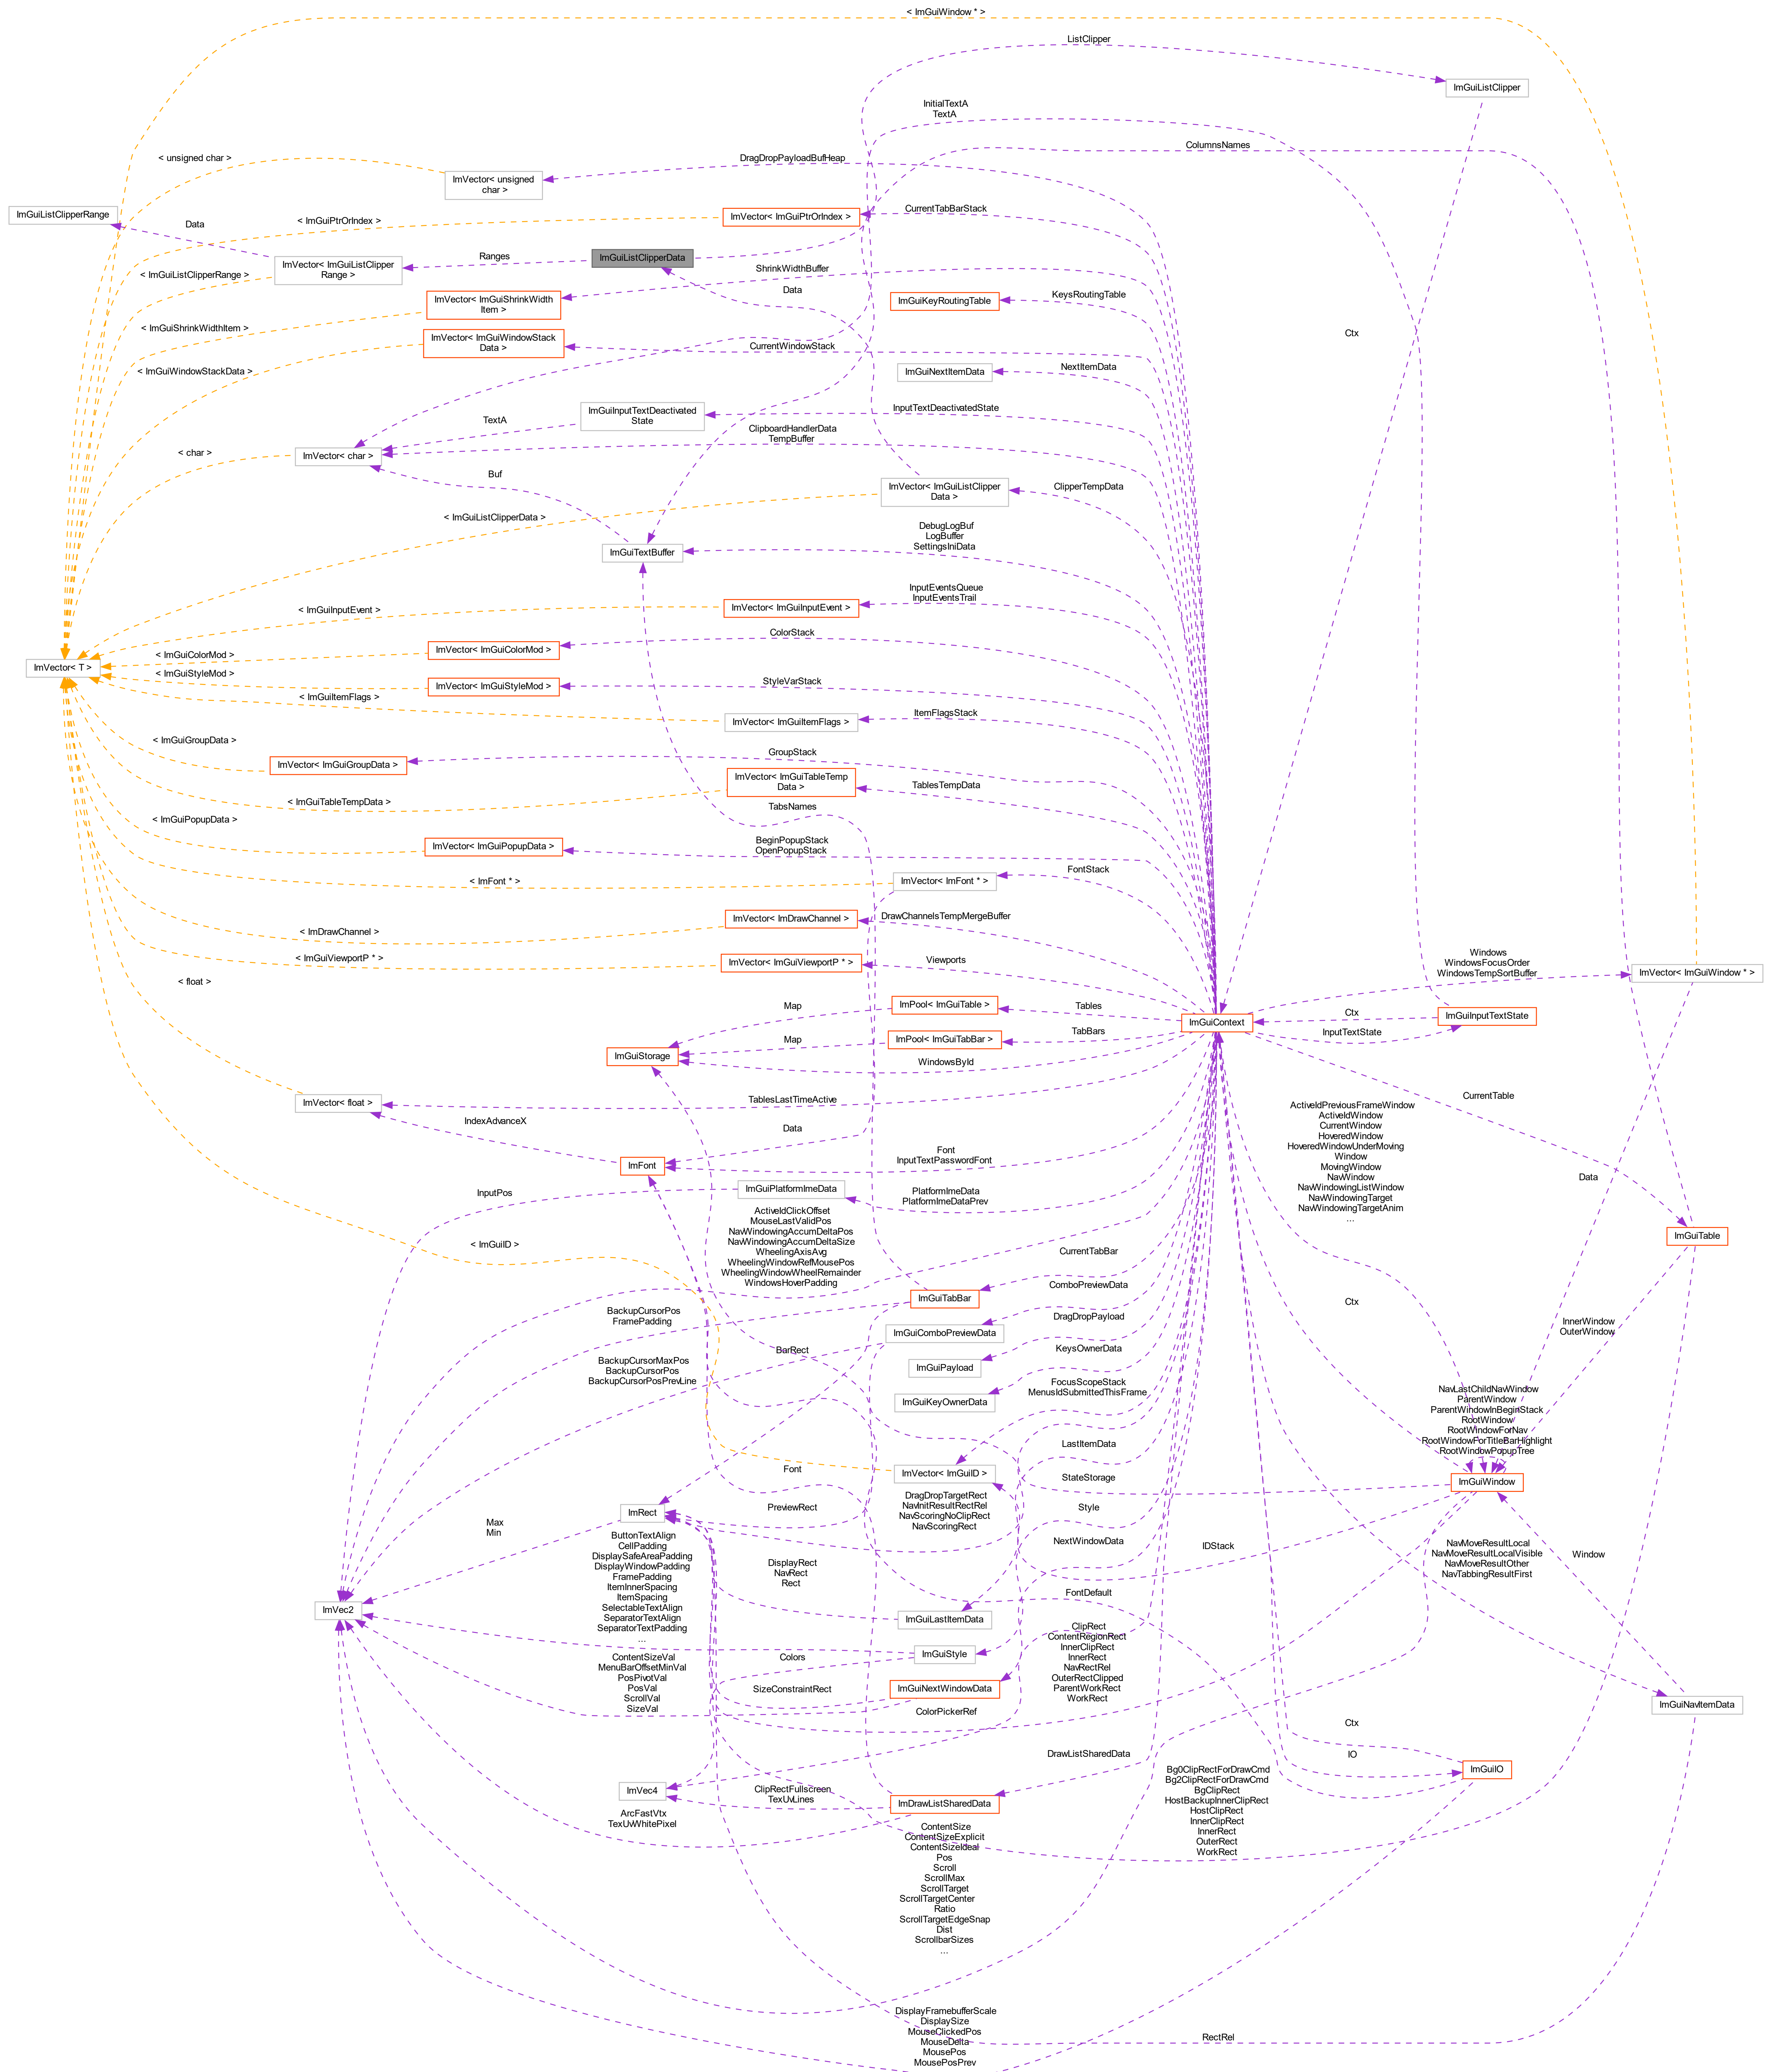 < ImGuiWindow * >
ListClipper
ImGuiListClipper
InitialTextA
TextA
ColumnsNames
< unsigned char >
DragDropPayloadBufHeap
ImVector< unsigned
char >
ImGuiListClipperRange
Data
< ImGuiPtrOrIndex >
ImVector< ImGuiPtrOrIndex >
CurrentTabBarStack
ImVector< ImGuiListClipper
Range >
Ranges
ImGuiListClipperData
< ImGuiListClipperRange >
ShrinkWidthBuffer
Data
ImVector< ImGuiShrinkWidth
Item >
ImGuiKeyRoutingTable
KeysRoutingTable
< ImGuiShrinkWidthItem >
Ctx
ImVector< ImGuiWindowStack
Data >
CurrentWindowStack
< ImGuiWindowStackData >
ImGuiNextItemData
NextItemData
ImGuiInputTextDeactivated
State
InputTextDeactivatedState
TextA
ClipboardHandlerData
TempBuffer
< char >
ImVector< char >
Buf
ImVector< ImGuiListClipper
Data >
ClipperTempData
< ImGuiListClipperData >
DebugLogBuf
LogBuffer
SettingsIniData
ImGuiTextBuffer
InputEventsQueue
InputEventsTrail
< ImGuiInputEvent >
ImVector< ImGuiInputEvent >
ColorStack
ImVector< ImGuiColorMod >
< ImGuiColorMod >
ImVector< T >
< ImGuiStyleMod >
ImVector< ImGuiStyleMod >
StyleVarStack
< ImGuiItemFlags >
ImVector< ImGuiItemFlags >
ItemFlagsStack
< ImGuiGroupData >
ImVector< ImGuiGroupData >
GroupStack
ImVector< ImGuiTableTemp
Data >
TablesTempData
< ImGuiTableTempData >
TabsNames
< ImGuiPopupData >
ImVector< ImGuiPopupData >
BeginPopupStack
OpenPopupStack
< ImFont * >
ImVector< ImFont * >
FontStack
< ImDrawChannel >
ImVector< ImDrawChannel >
DrawChannelsTempMergeBuffer
< ImGuiViewportP * >
ImVector< ImGuiViewportP * >
Viewports
Windows
WindowsFocusOrder
WindowsTempSortBuffer
ImVector< ImGuiWindow * >
< float >
Map
ImPool< ImGuiTable >
Tables
ImGuiContext
Ctx
ImGuiInputTextState
InputTextState
Map
ImPool< ImGuiTabBar >
TabBars
ImGuiStorage
WindowsById
ImVector< float >
TablesLastTimeActive
CurrentTable
IndexAdvanceX
Data
ImFont
Font
InputTextPasswordFont
ActiveIdPreviousFrameWindow
ActiveIdWindow
CurrentWindow
HoveredWindow
HoveredWindowUnderMoving
Window
MovingWindow
NavWindow
NavWindowingListWindow
NavWindowingTarget
NavWindowingTargetAnim
...
Data
InputPos
ImGuiPlatformImeData
PlatformImeData
PlatformImeDataPrev
ImGuiTable
ActiveIdClickOffset
MouseLastValidPos
NavWindowingAccumDeltaPos
NavWindowingAccumDeltaSize
WheelingAxisAvg
WheelingWindowRefMousePos
WheelingWindowWheelRemainder
WindowsHoverPadding
< ImGuiID >
CurrentTabBar
ImGuiTabBar
ComboPreviewData
BackupCursorPos
FramePadding
DragDropPayload
Ctx
InnerWindow
OuterWindow
ImGuiComboPreviewData
BarRect
KeysOwnerData
ImGuiPayload
BackupCursorMaxPos
BackupCursorPos
BackupCursorPosPrevLine
FocusScopeStack
MenusIdSubmittedThisFrame
ImGuiKeyOwnerData
NavLastChildNavWindow
ParentWindow
ParentWindowInBeginStack
RootWindow
RootWindowForNav
RootWindowForTitleBarHighlight
RootWindowPopupTree
Font
ImVector< ImGuiID >
LastItemData
StateStorage
ImGuiWindow
DragDropTargetRect
NavInitResultRectRel
NavScoringNoClipRect
NavScoringRect
PreviewRect
Style
ImRect
Max
Min
NextWindowData
IDStack
NavMoveResultLocal
NavMoveResultLocalVisible
NavMoveResultOther
NavTabbingResultFirst
Window
ButtonTextAlign
CellPadding
DisplaySafeAreaPadding
DisplayWindowPadding
FramePadding
ItemInnerSpacing
ItemSpacing
SelectableTextAlign
SeparatorTextAlign
SeparatorTextPadding
...
DisplayRect
NavRect
Rect
FontDefault
ImVec2
ImGuiLastItemData
ClipRect
ContentRegionRect
InnerClipRect
InnerRect
NavRectRel
OuterRectClipped
ParentWorkRect
WorkRect
ImGuiStyle
Colors
ContentSizeVal
MenuBarOffsetMinVal
PosPivotVal
PosVal
ScrollVal
SizeVal
SizeConstraintRect
ImGuiNextWindowData
ColorPickerRef
ImGuiNavItemData
Ctx
DrawListSharedData
IO
ImGuiIO
ImVec4
ClipRectFullscreen
TexUvLines
ImDrawListSharedData
ArcFastVtx
TexUvWhitePixel
Bg0ClipRectForDrawCmd
Bg2ClipRectForDrawCmd
BgClipRect
HostBackupInnerClipRect
HostClipRect
InnerClipRect
InnerRect
OuterRect
WorkRect
ContentSize
ContentSizeExplicit
ContentSizeIdeal
Pos
Scroll
ScrollMax
ScrollTarget
ScrollTargetCenter
Ratio
ScrollTargetEdgeSnap
Dist
ScrollbarSizes
...
DisplayFramebufferScale
DisplaySize
MouseClickedPos
MouseDelta
MousePos
MousePosPrev
RectRel